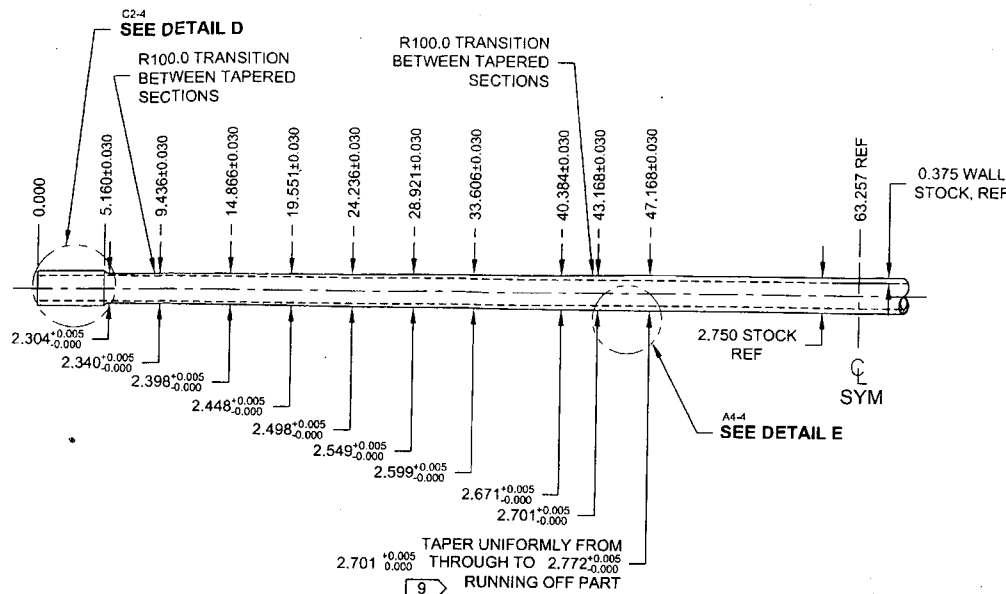 C2-4
SEE DETAIL D
R100.0 TRANSITION
BETWEEN TAPERED
SECTIONS
R100.0 TRANSITION
BETWEEN TAPERED
SECTIONS
0.000
5.160±0.030
9.436±0.030
14.866±0.030
19.551±0.030
24.236±0.030
28.921±0.030
33.606±0.030
40.384±0.030
43.168±0.030
47.168±0.030
63.257 REF
0.375 WALL
STOCK, REF
2.304 +0.005 -0.000
2.340 +0.005 -0.000
2.398 +0.005 -0.000
2.448 +0.005 -0.000
2.498 +0.005 -0.000
2.549 +0.005 -0.000
2.599 +0.005 -0.000
2.671 +0.005 -0.000
2.701 +0.005 -0.000
2.750 STOCK
REF
℄
SYM
A4-4
SEE DETAIL E
TAPER UNIFORMLY FROM
2.701 +0.005 0.000 THROUGH TO 2.772 +0.005 -0.000
RUNNING OFF PART
9